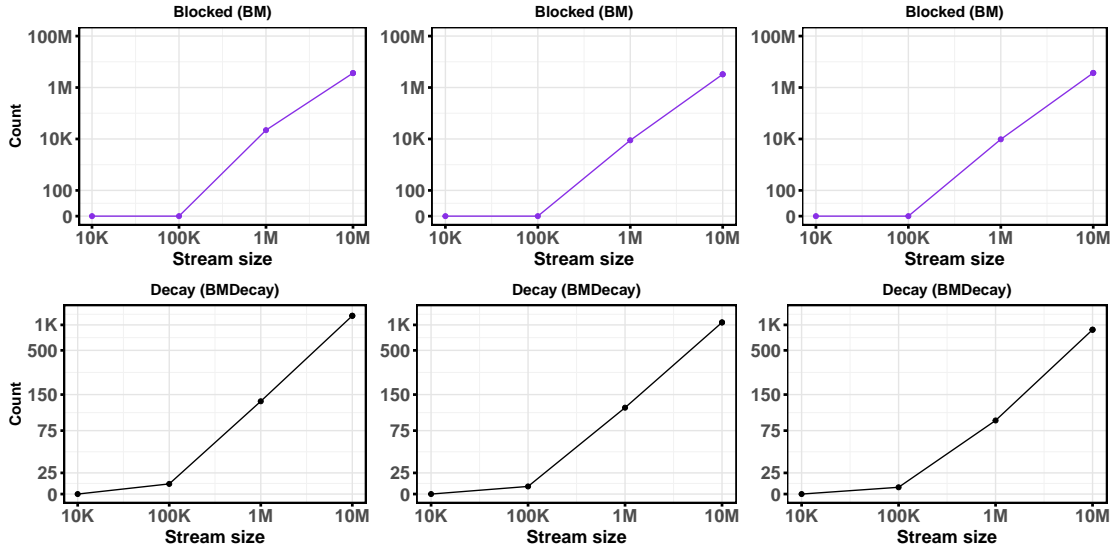 Blocked (BM)
Blocked (BM)
Blocked (BM)
Count
100M
1M
10K
100
0
10K 100K 1M 10M
Stream size
100M
1M
10K
100
0
10K 100K 1M 10M
Stream size
100M
1M
10K
100
0
10K 100K 1M 10M
Stream size
Decay (BMDecay)
Decay (BMDecay)
Decay (BMDecay)
Count
1K
500
150
75
25
0
10K 100K 1M 10M
Stream size
1K
500
150
75
25
0
10K 100K 1M 10M
Stream size
1K
500
150
75
25
0
10K 100K 1M 10M
Stream size